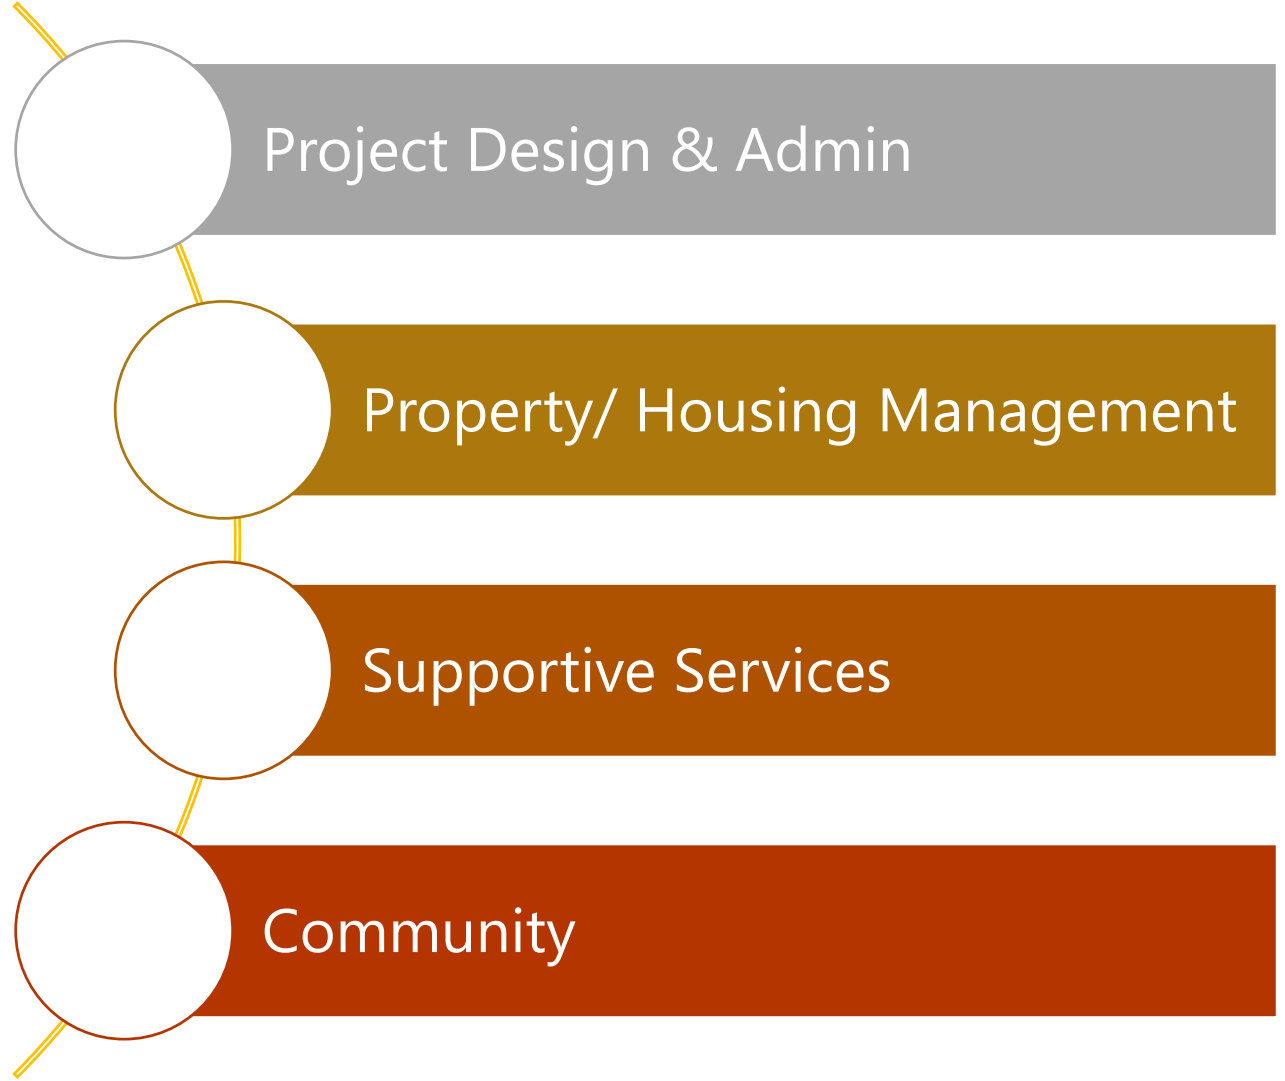 Project Design & Admin
Property/ Housing Management
Supportive Services
Community